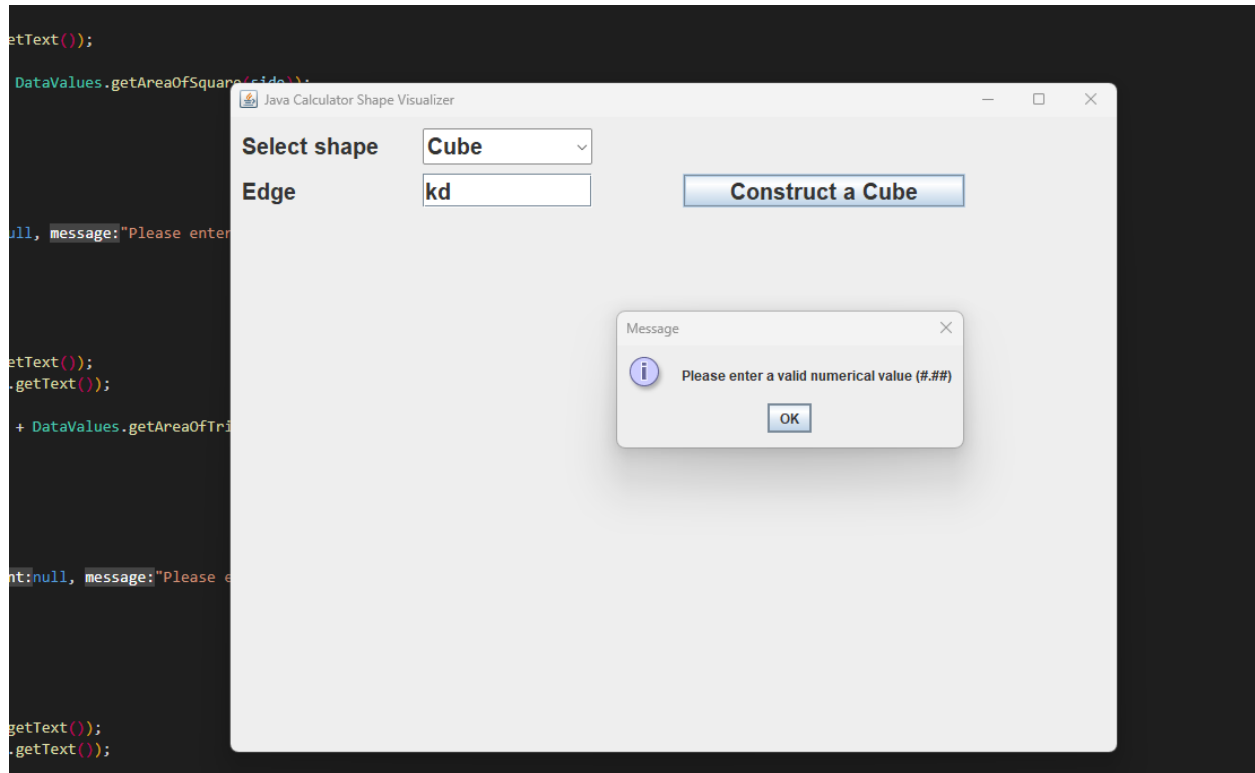 etText());
DataValues.getAreaOfSquare(side));
Java Calculator Shape Visualizer
Select shape Cube
Edge kd Construct a Cube
ull, message:"Please enter
Message
Please enter a valid numerical value (#.##)
OK
etText());
.getText());
+ DataValues.getAreaOfTri
nt:null, message:"Please e
getText());
.getText());